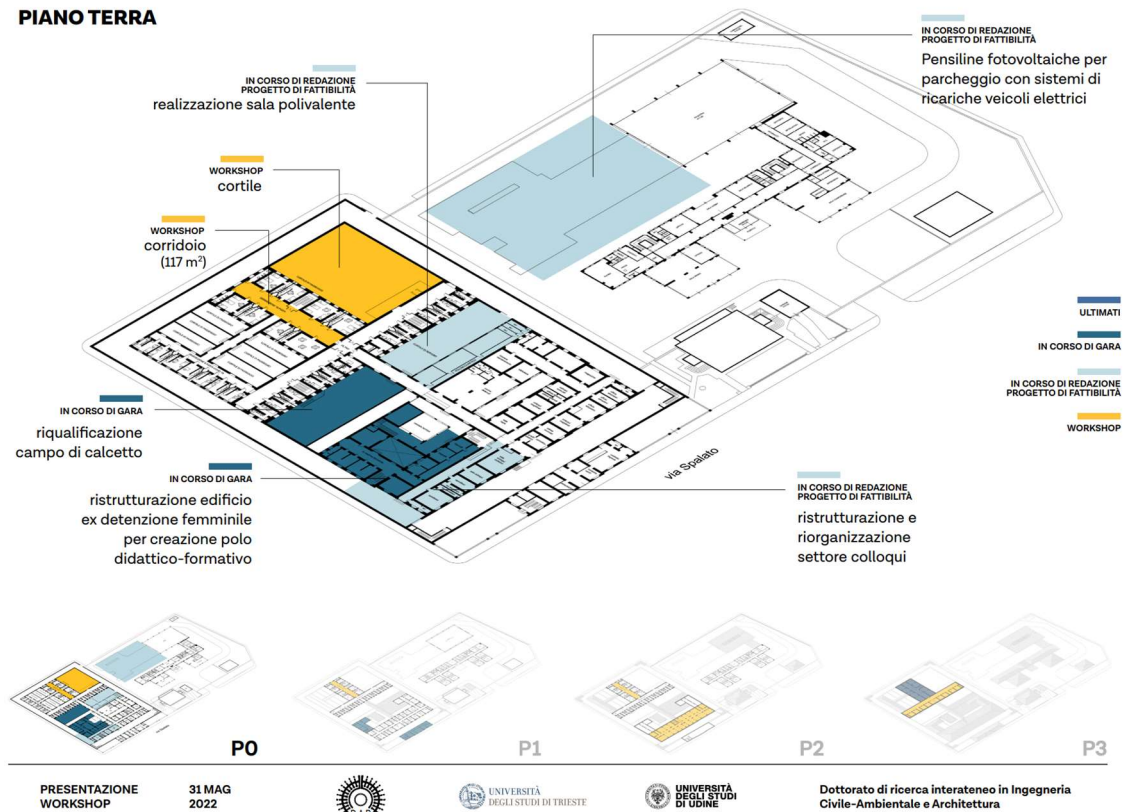 PIANO TERRA
IN CORSO DI REDAZIONE
PROGETTO DI FATTIBILITÀ
Pensiline fotovoltaiche per
parcheggio con sistemi di
ricariche veicoli elettrici
IN CORSO DI REDAZIONE
PROGETTO DI FATTIBILITÀ
realizzazione sala polivalente
WORKSHOP
cortile
WORKSHOP
corridoio
(117 m²)
ULTIMATI
IN CORSO DI GARA
IN CORSO DI REDAZIONE
PROGETTO DI FATTIBILITÀ
WORKSHOP
IN CORSO DI GARA
riqualificazione
campo di calcetto
via Spalato
IN CORSO DI GARA
ristrutturazione edificio
ex detenzione femminile
per creazione polo
didattico-formativo
IN CORSO DI REDAZIONE
PROGETTO DI FATTIBILITÀ
ristrutturazione e
riorganizzazione
settore colloqui
P0
P1
P2
P3
PRESENTAZIONE
WORKSHOP
31 MAG
2022
UNIVERSITÀ
DEGLI STUDI DI TRIESTE
UNIVERSITÀ
DEGLI STUDI
DI UDINE
Dottorato di ricerca interateneo in Ingegneria
Civile-Ambientale e Architettura